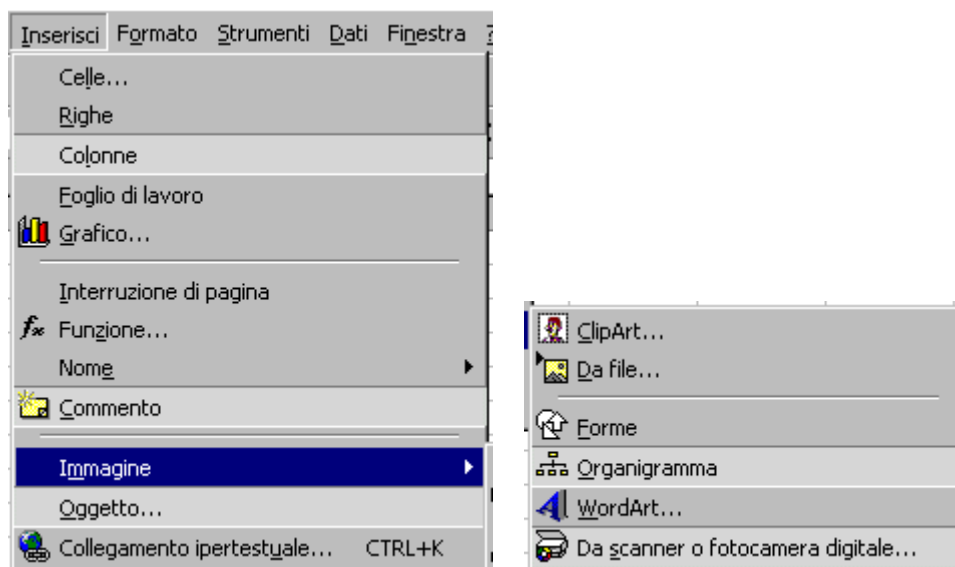 Inserisci Formato Strumenti Dati Finestra ?
Celle...
Righe
Colonne
Foglio di lavoro
Grafico...
Interruzione di pagina
fx Funzione...
Nome
Commento
Immagine
Oggetto...
Collegamento ipertestuale... CTRL+K
ClipArt...
Da file...
Forme
Organigramma
WordArt...
Da scanner o fotocamera digitale...